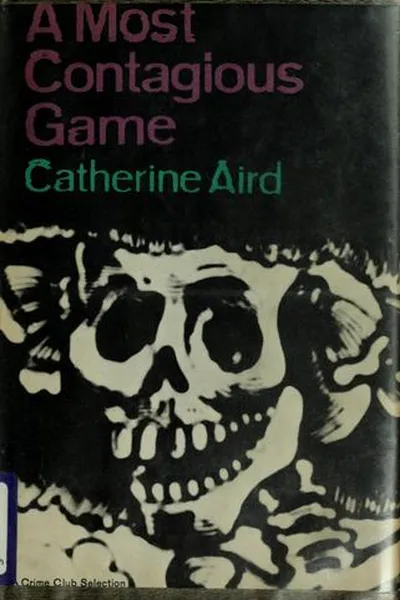 A Most
Contagious
Game
Catherine Aird
A Crime Club Selection